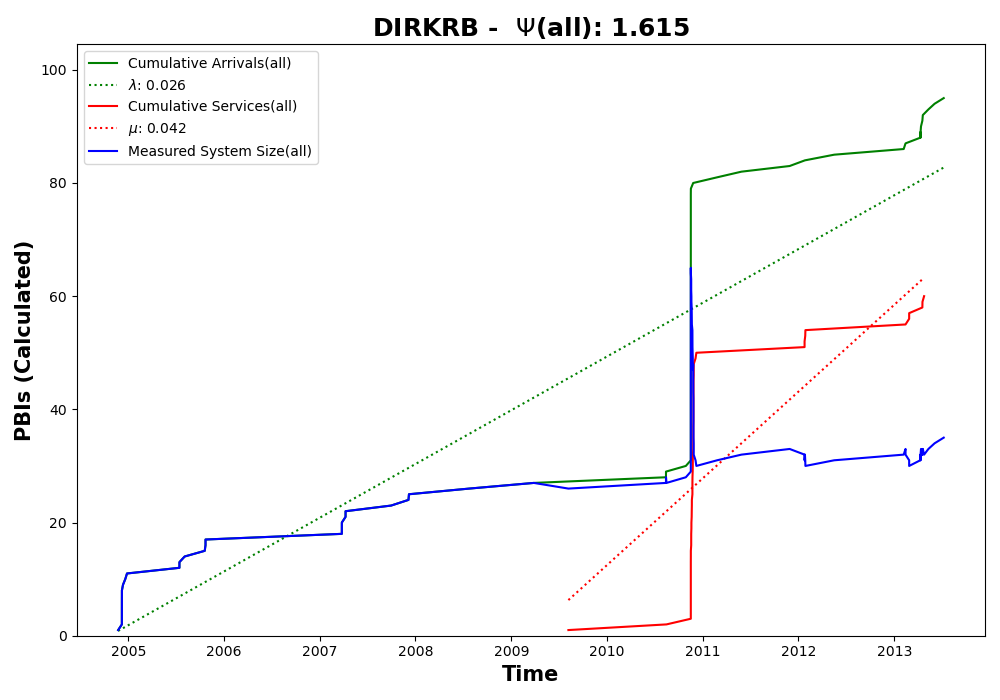 DIRKRB -  Ψ(all): 1.615
Cumulative Arrivals(all)
λ: 0.026
Cumulative Services(all)
μ: 0.042
Measured System Size(all)
PBIs (Calculated)
100
80
60
40
20
0
2005 2006 2007 2008 2009 2010 2011 2012 2013
Time